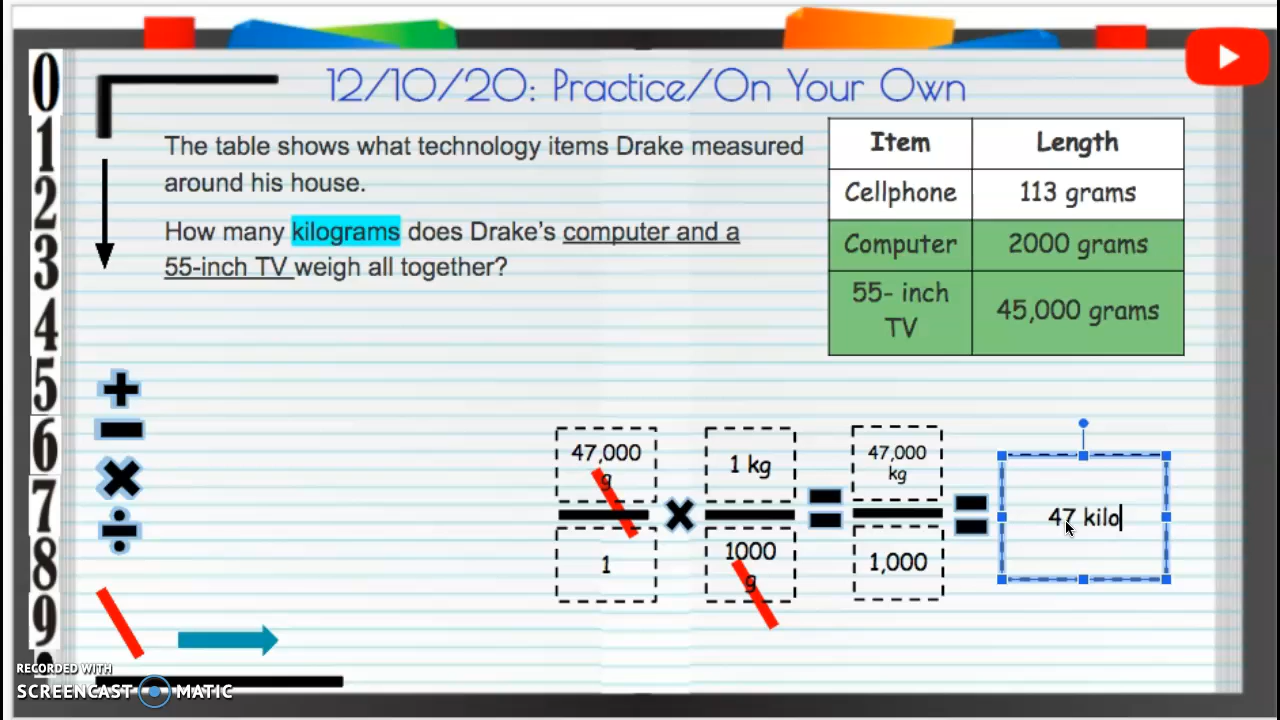 12/10/20: Practice/On Your Own
0
1
2
3
4
5
6
7
8
9
The table shows what technology items Drake measured
around his house.
How many kilograms does Drake's computer and a
55-inch TV weigh all together?
Item Length
Cellphone 113 grams
Computer 2000 grams
55- inch
TV
45,000 grams
+
−
×
÷
47,000
g
1
×
1 kg
1000
g
=
47,000
kg
1,000
=
47 kilo
RECORDED WITH
SCREENCAST MATIC